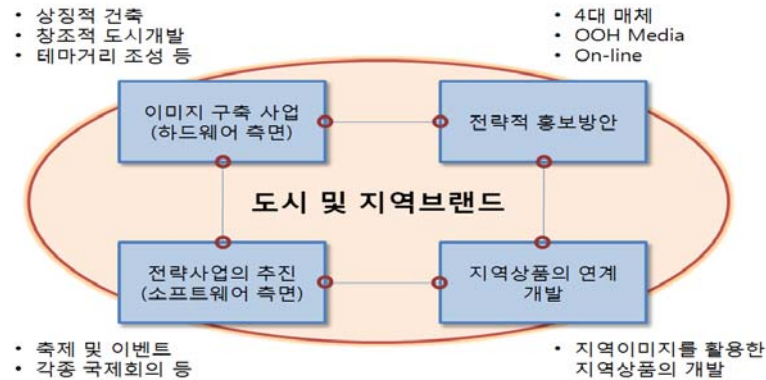 • 상징적 건축
• 창조적 도시개발
• 테마거리 조성 등
• 4대 매체
• OOH Media
• On-line
이미지 구축 사업
(하드웨어 측면)
전략적 홍보방안
도시 및 지역브랜드
전략사업의 추진
(소프트웨어 측면)
지역상품의 연계
개발
• 축제 및 이벤트
• 각종 국제회의 등
• 지역이미지를 활용한
지역상품의 개발